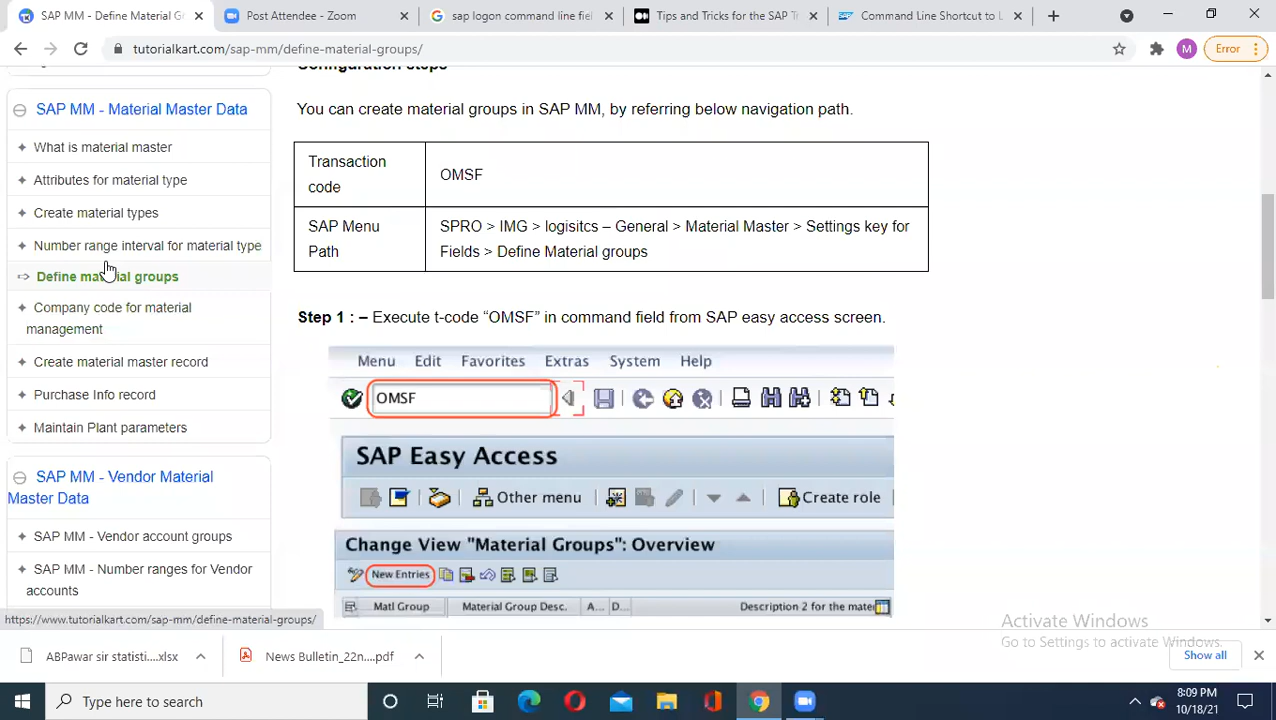 SAP MM - Define Material Gr
Post Attendee - Zoom
sap logon command line fiel
Tips and Tricks for the SAP T
Command Line Shortcut to L
tutorialkart.com/sap-mm/define-material-groups/
M
Error
Configuration steps
SAP MM - Material Master Data
What is material master
Attributes for material type
Create material types
Number range interval for material type
Define material groups
Company code for material
management
Create material master record
Purchase Info record
Maintain Plant parameters
SAP MM - Vendor Material
Master Data
SAP MM - Vendor account groups
SAP MM - Number ranges for Vendor
accounts
https://www.tutorialkart.com/sap-mm/define-material-groups/
You can create material groups in SAP MM, by referring below navigation path.
Transaction
code
OMSF
SAP Menu
Path
SPRO > IMG > logisitcs – General > Material Master > Settings key for
Fields > Define Material groups
Step 1 : – Execute t-code “OMSF” in command field from SAP easy access screen.
Menu Edit Favorites Extras System Help
OMSF
SAP Easy Access
Other menu
Create role
Change View "Material Groups": Overview
New Entries
Matl Group Material Group Desc. A... D... Description 2 for the mater
Activate Windows
Go to Settings to activate Windows.
ABPawar sir statisti....xlsx
News Bulletin_22n....pdf
Show all
Type here to search
8:09 PM
10/18/21